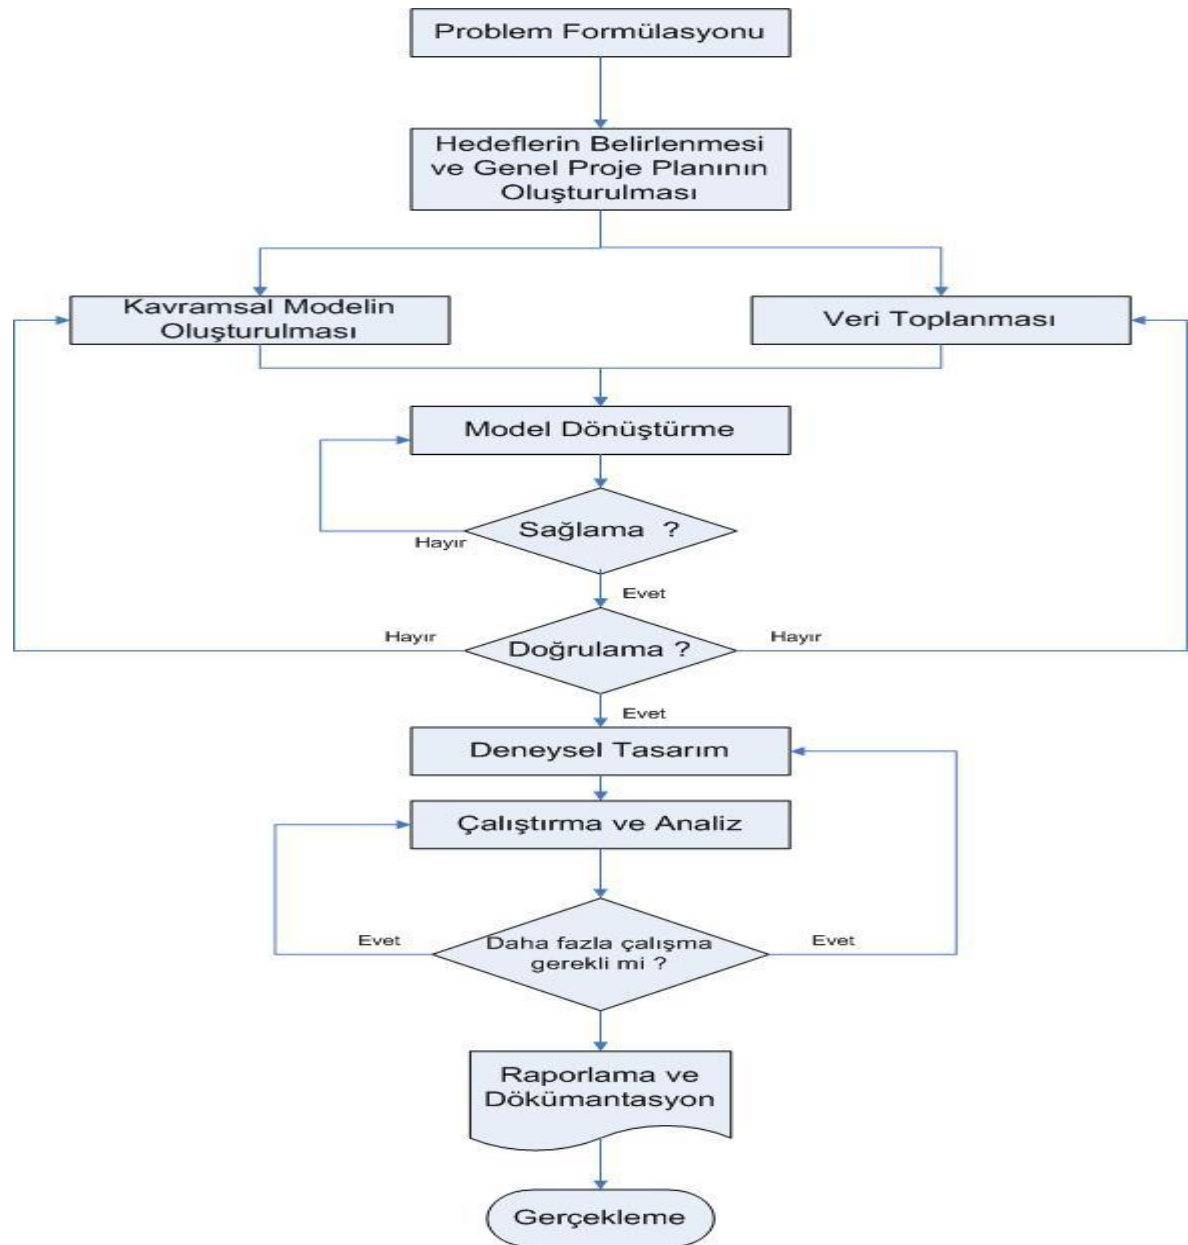 Problem Formülasyonu
Hedeflerin Belirlenmesi
ve Genel Proje Planının
Oluşturulması
Kavramsal Modelin
Oluşturulması
Veri Toplanması
Model Dönüştürme
Sağlama ?
Hayır
Evet
Hayır
Doğrulama ?
Hayır
Evet
Deneysel Tasarım
Çalıştırma ve Analiz
Evet
Daha fazla çalışma
gerekli mi ?
Evet
Raporlama ve
Dökümantasyon
Gerçekleme